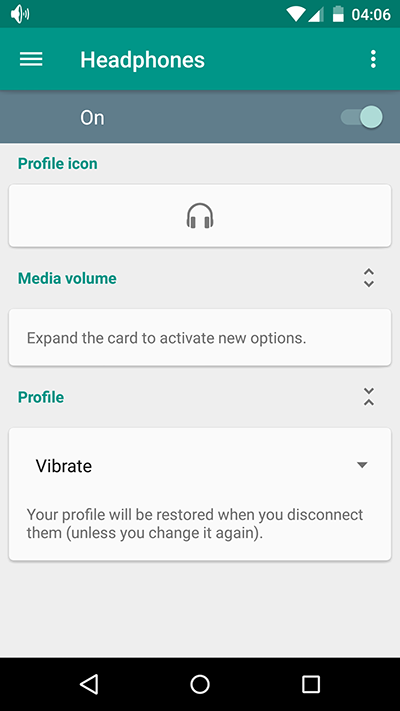 04:06
Headphones
On
Profile icon
Media volume
Expand the card to activate new options.
Profile
Vibrate
Your profile will be restored when you disconnect
them (unless you change it again).